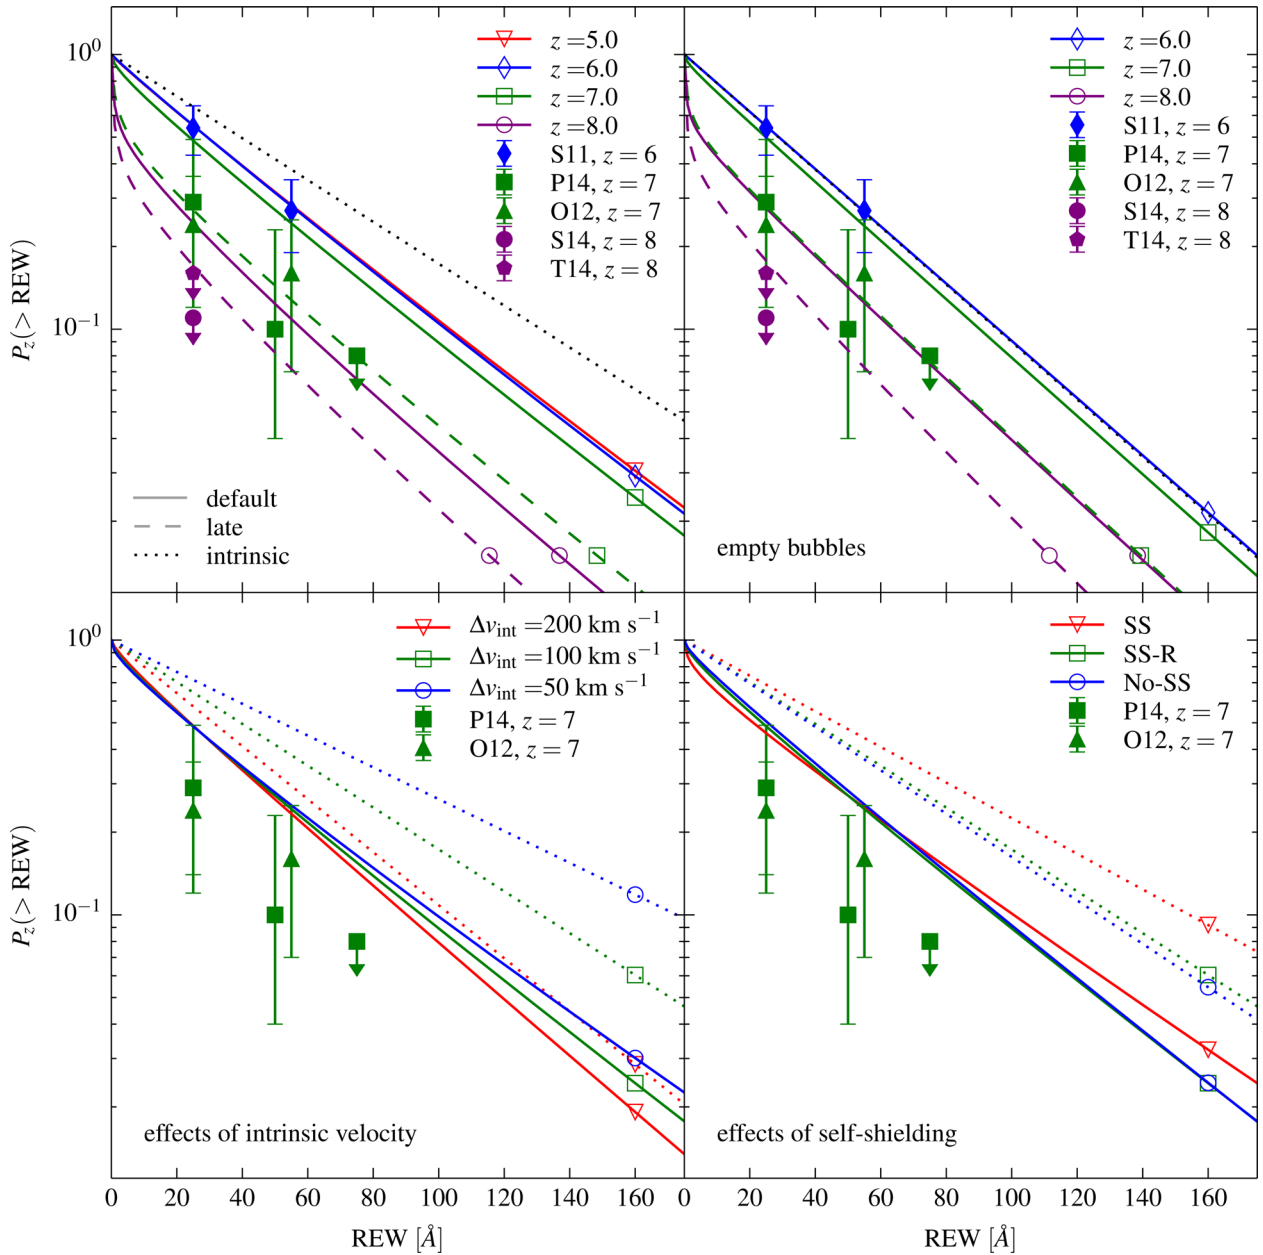 10⁰
10⁻¹
P_z(> REW)
z = 5.0
z = 6.0
z = 7.0
z = 8.0
S11, z = 6
P14, z = 7
O12, z = 7
S14, z = 8
T14, z = 8
default
late
intrinsic
z = 6.0
z = 7.0
z = 8.0
S11, z = 6
P14, z = 7
O12, z = 7
S14, z = 8
T14, z = 8
empty bubbles
10⁰
10⁻¹
P_z(> REW)
Δv_int = 200 km s⁻¹
Δv_int = 100 km s⁻¹
Δv_int = 50 km s⁻¹
P14, z = 7
O12, z = 7
effects of intrinsic velocity
0 20 40 60 80 100 120 140 160
REW [Å]
SS
SS-R
No-SS
P14, z = 7
O12, z = 7
effects of self-shielding
0 20 40 60 80 100 120 140 160
REW [Å]